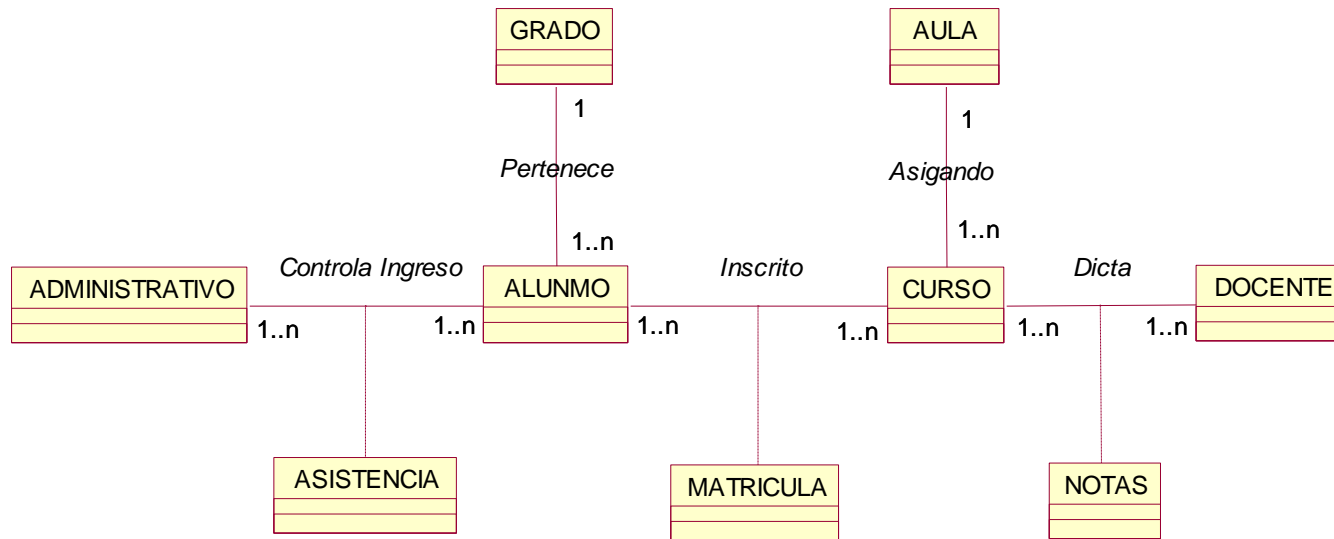 GRADO
AULA
1
1
Pertenece
Asigando
1..n
1..n
Controla Ingreso
Inscrito
Dicta
ADMINISTRATIVO
ALUNMO
CURSO
DOCENTE
1..n
1..n
1..n
1..n
1..n
1..n
ASISTENCIA
MATRICULA
NOTAS